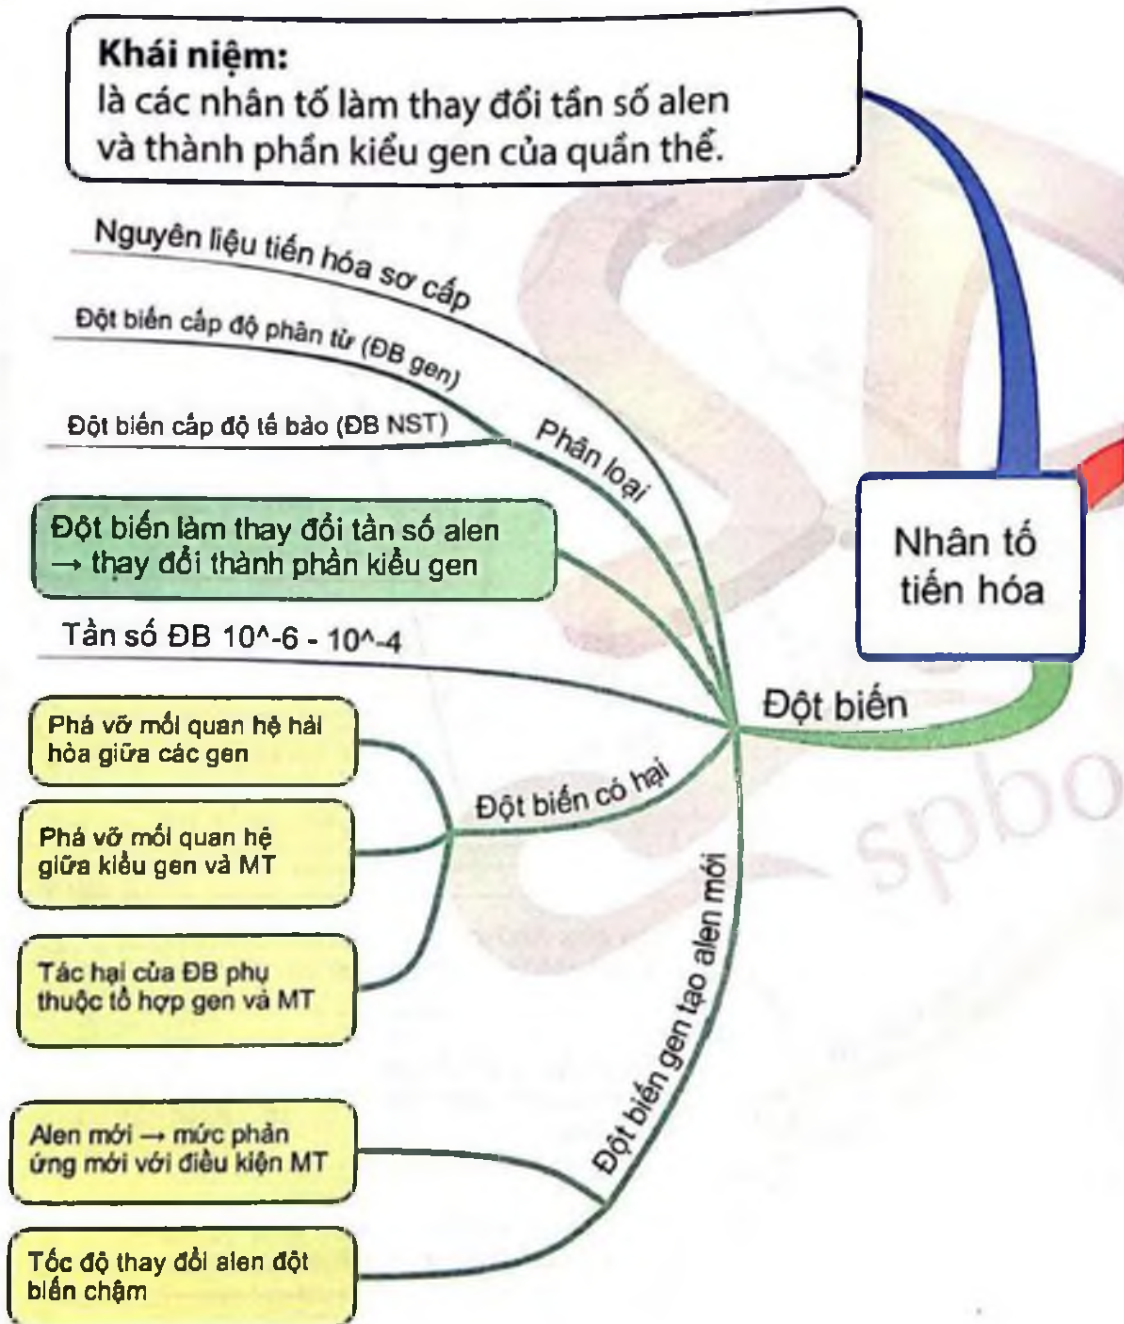 Khái niệm:
là các nhân tố làm thay đổi tần số alen
và thành phần kiểu gen của quần thể.
Nguyên liệu tiến hóa sơ cấp
Đột biến cấp độ phân tử (ĐB gen)
Đột biến cấp độ tế bào (ĐB NST)
Phân loại
Đột biến làm thay đổi tần số alen
→ thay đổi thành phần kiểu gen
Tần số ĐB 10^-6 - 10^-4
Nhân tố
tiến hóa
Đột biến
Phá vỡ mối quan hệ hài
hòa giữa các gen
Phá vỡ mối quan hệ
giữa kiểu gen và MT
Tác hại của ĐB phụ
thuộc tổ hợp gen và MT
Đột biến có hại
Đột biến gen tạo alen mới
Alen mới → mức phản
ứng mới với điều kiện MT
Tốc độ thay đổi alen đột
biến chậm
spbo